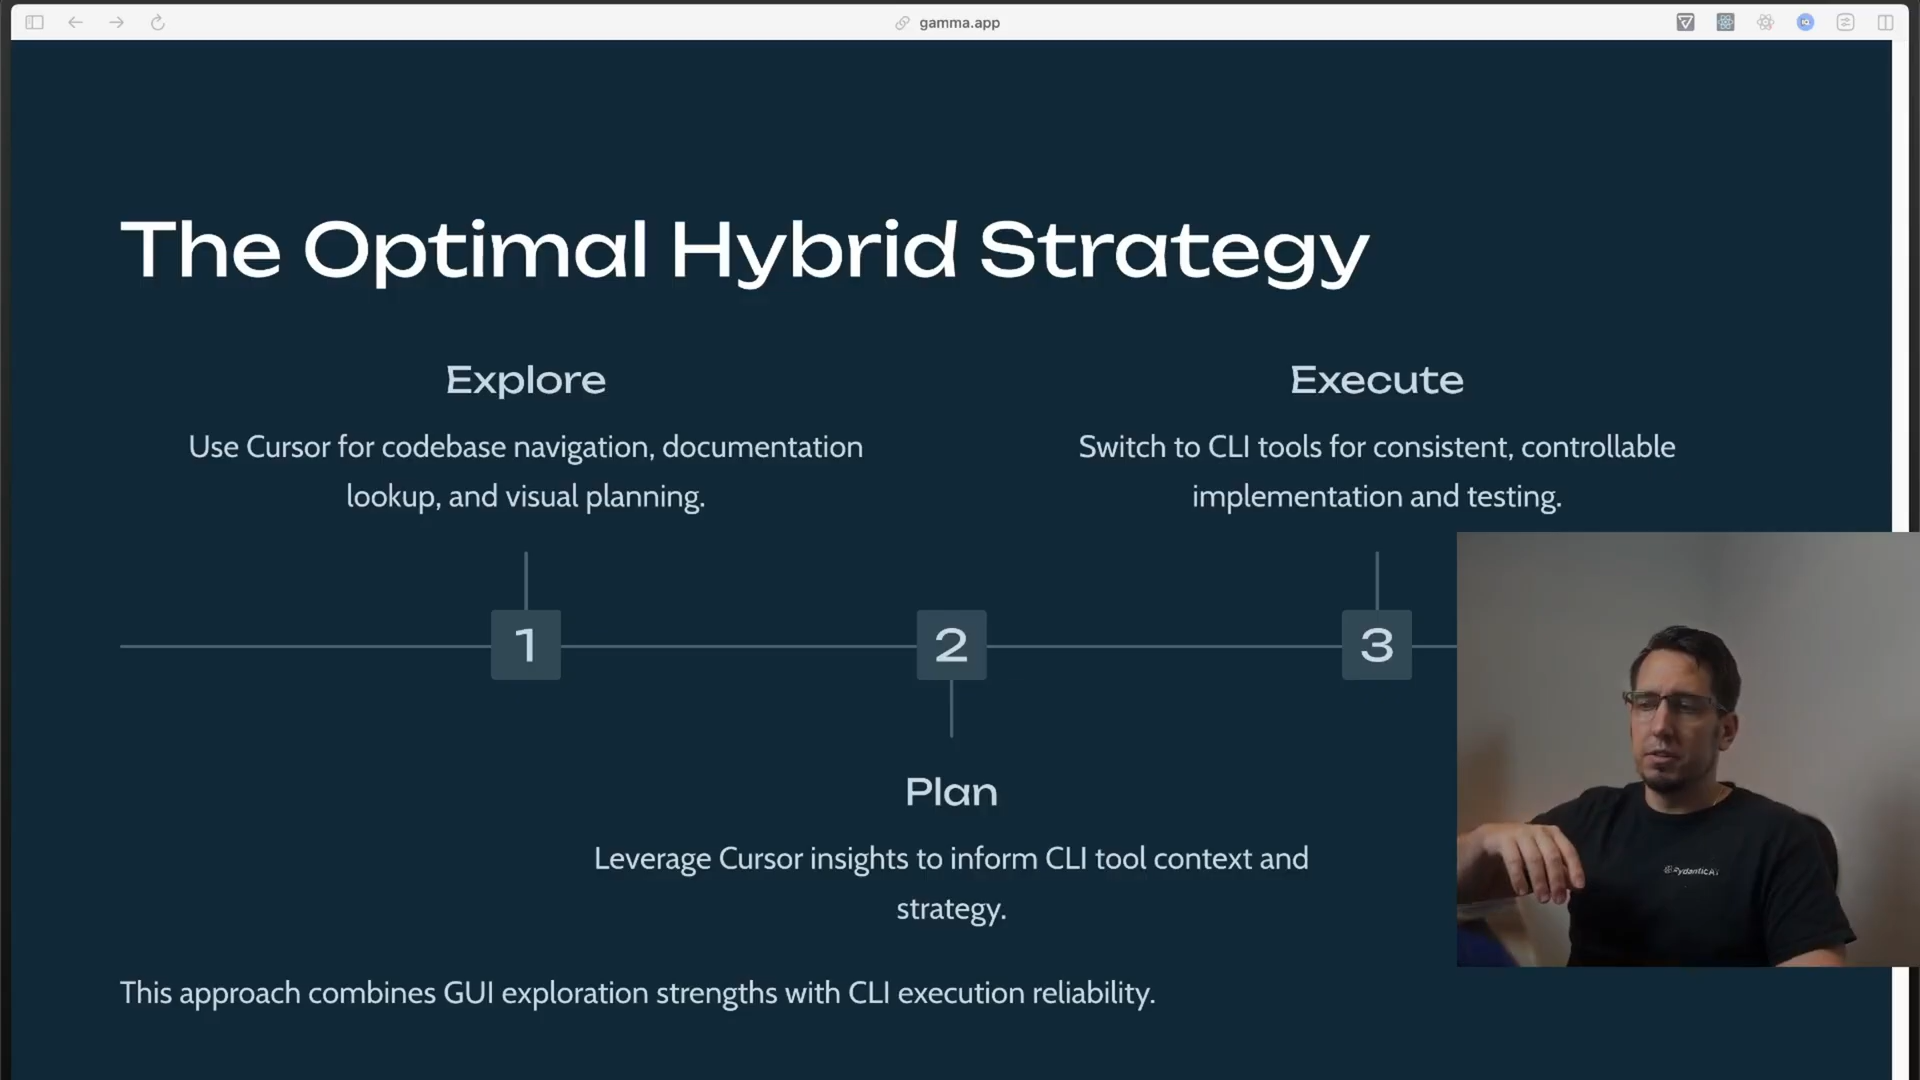 gamma.app
The Optimal Hybrid Strategy
Explore
Use Cursor for codebase navigation, documentation
lookup, and visual planning.
Execute
Switch to CLI tools for consistent, controllable
implementation and testing.
1
2
3
Plan
Leverage Cursor insights to inform CLI tool context and
strategy.
This approach combines GUI exploration strengths with CLI execution reliability.
PydanticAI